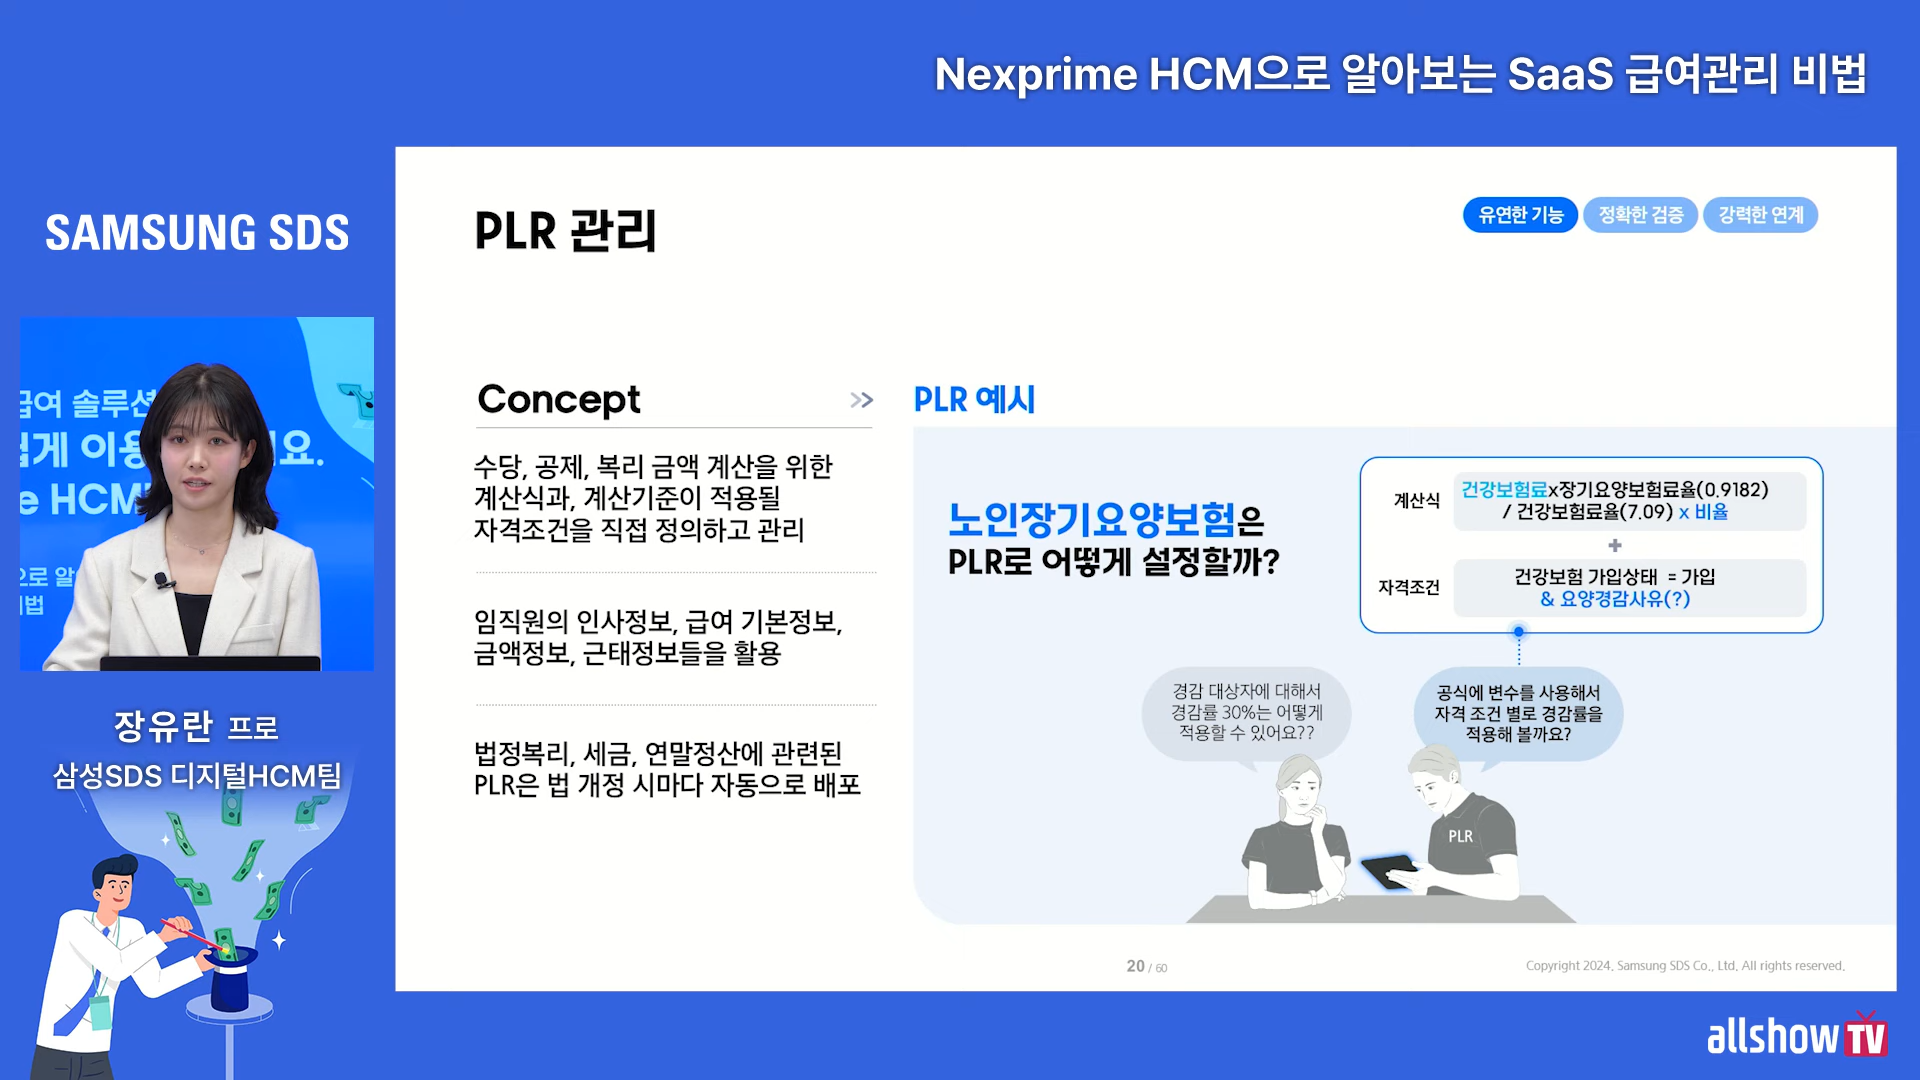 Nexprime HCM으로 알아보는 SaaS 급여관리 비법
SAMSUNG SDS
급여 솔루션
게 이용
요.
e HCM
으로 알
비법
장유란 프로
삼성SDS 디지털HCM팀
PLR 관리
유연한 기능
정확한 검증
강력한 연계
Concept
수당, 공제, 복리 금액 계산을 위한
계산식과, 계산기준이 적용될
자격조건을 직접 정의하고 관리
임직원의 인사정보, 급여 기본정보,
금액정보, 근태정보들을 활용
법정복리, 세금, 연말정산에 관련된
PLR은 법 개정 시마다 자동으로 배포
PLR 예시
노인장기요양보험은
PLR로 어떻게 설정할까?
계산식
건강보험료x장기요양보험료율(0.9182)
/ 건강보험료율(7.09) x 비율
+
자격조건
건강보험 가입상태 = 가입
& 요양경감사유(?)
경감 대상자에 대해서
경감률 30%는 어떻게
적용할 수 있어요??
공식에 변수를 사용해서
자격 조건 별로 경감률을
적용해 볼까요?
PLR
20 / 60
Copyright 2024. Samsung SDS Co., Ltd. All rights reserved.
allshow TV